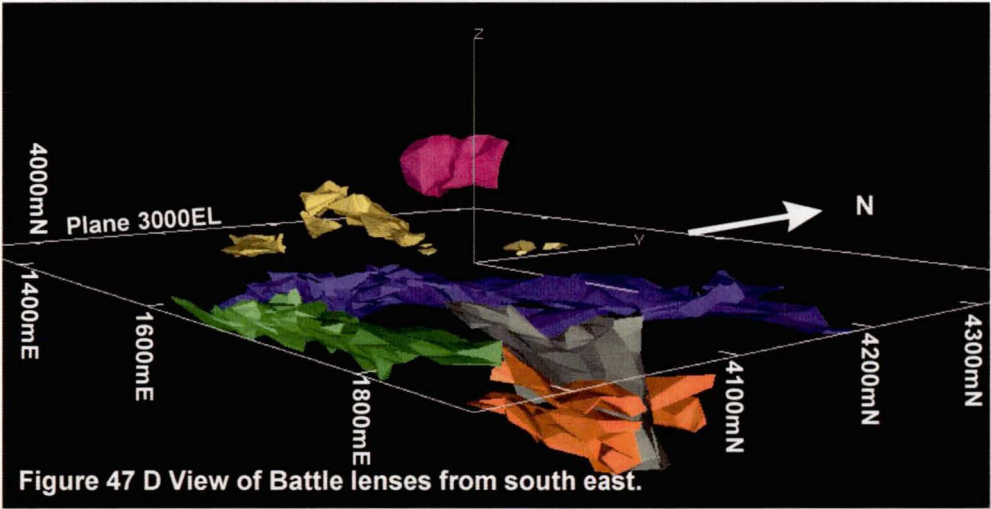 Z
4000mN
Plane 3000EL
N
Y
1400mE
1600mE
1800mE
4100mN
4200mN
4300mN
Figure 47 D View of Battle lenses from south east.